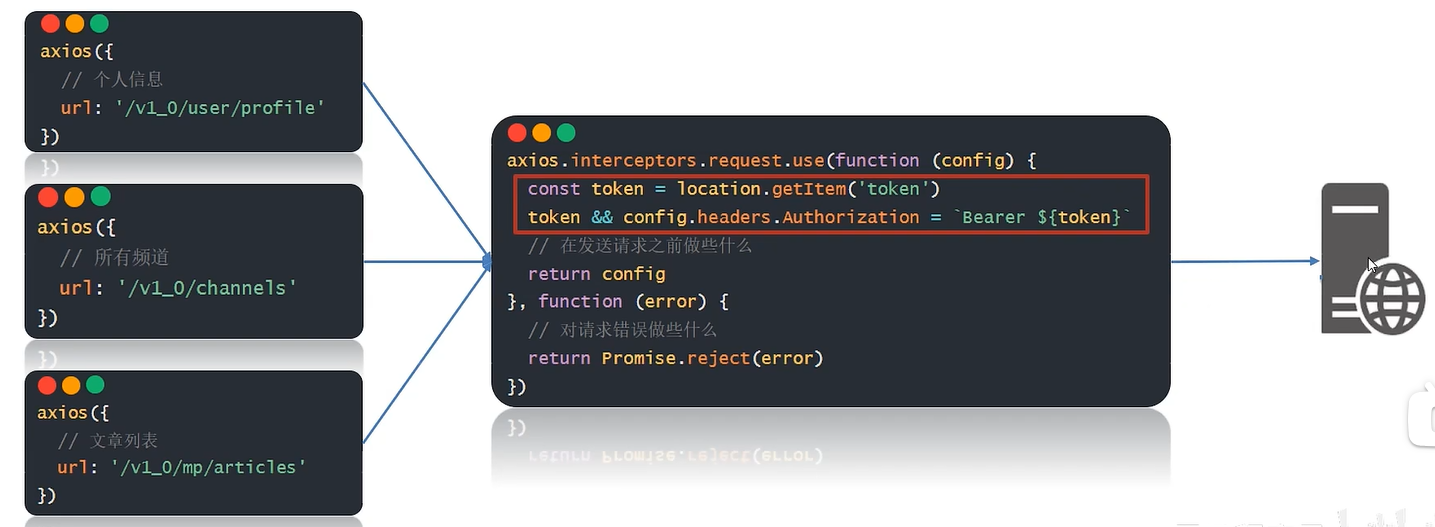 axios({
// 个人信息
url: '/v1_0/user/profile'
})
axios({
// 所有频道
url: '/v1_0/channels'
})
axios({
// 文章列表
url: '/v1_0/mp/articles'
})
axios.interceptors.request.use(function (config) {
const token = location.getItem('token')
token && config.headers.Authorization = `Bearer ${token}`
// 在发送请求之前做些什么
return config
}, function (error) {
// 对请求错误做些什么
return Promise.reject(error)
})